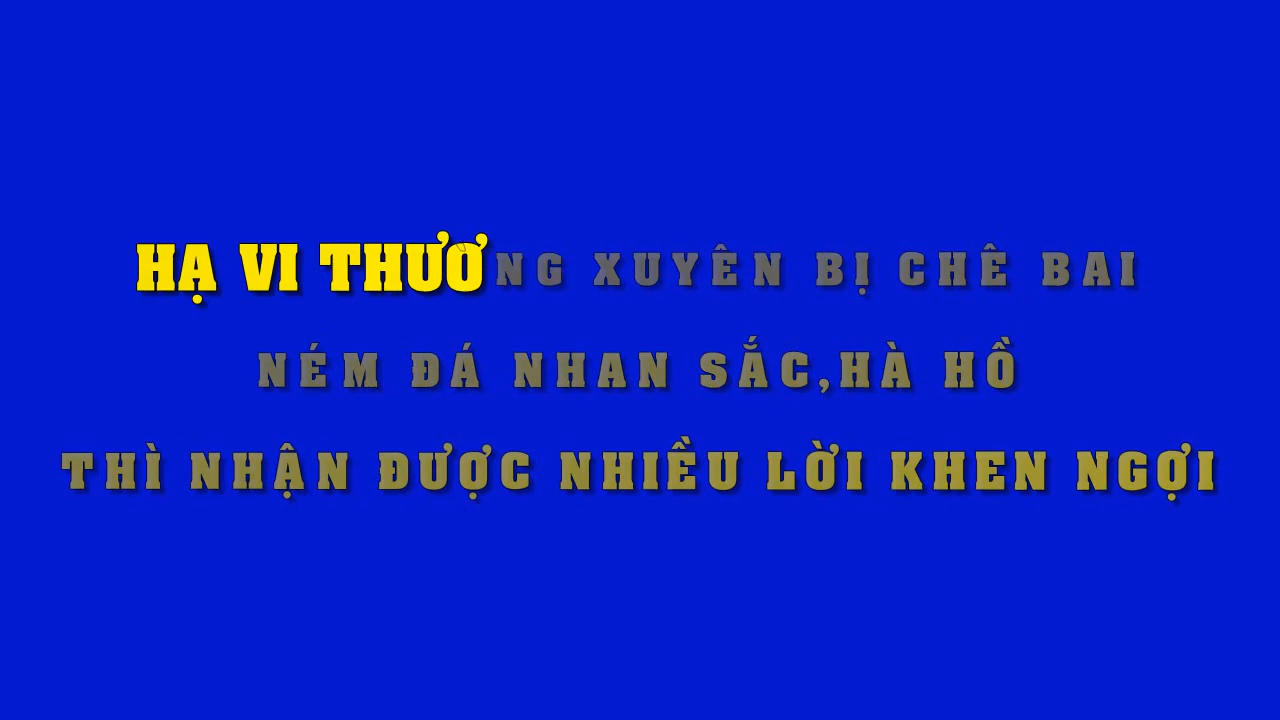 HẠ VI THƯƠNG XUYÊN BỊ CHÊ BAI
NÉM ĐÁ NHAN SẮC,HÀ HỒ
THÌ NHẬN ĐƯỢC NHIỀU LỜI KHEN NGỢI